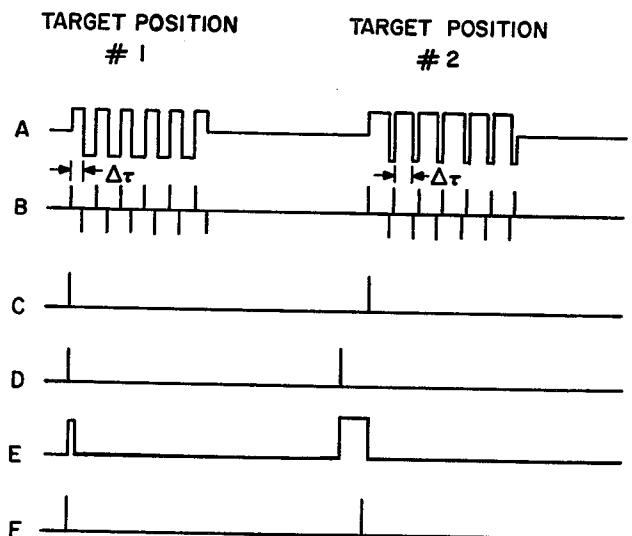 TARGET POSITION
# 1
TARGET POSITION
# 2
A
Δτ
Δτ
B
C
D
E
F